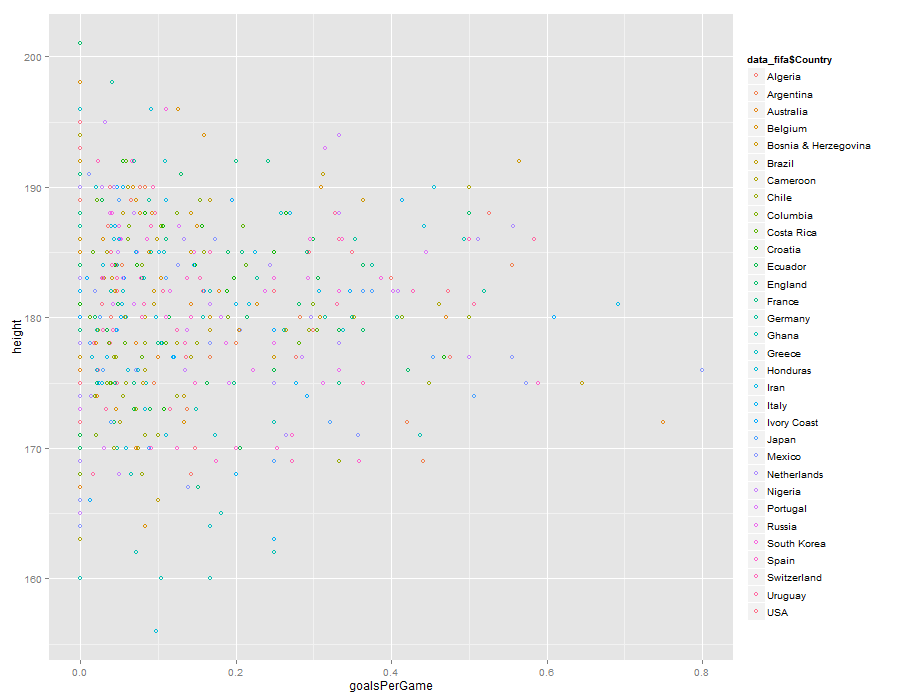 200
190
180
170
160
height
0.0
0.2
0.4
0.6
0.8
goalsPerGame
data_fifa$Country
Algeria
Argentina
Australia
Belgium
Bosnia & Herzegovina
Brazil
Cameroon
Chile
Columbia
Costa Rica
Croatia
Ecuador
England
France
Germany
Ghana
Greece
Honduras
Iran
Italy
Ivory Coast
Japan
Mexico
Netherlands
Nigeria
Portugal
Russia
South Korea
Spain
Switzerland
Uruguay
USA